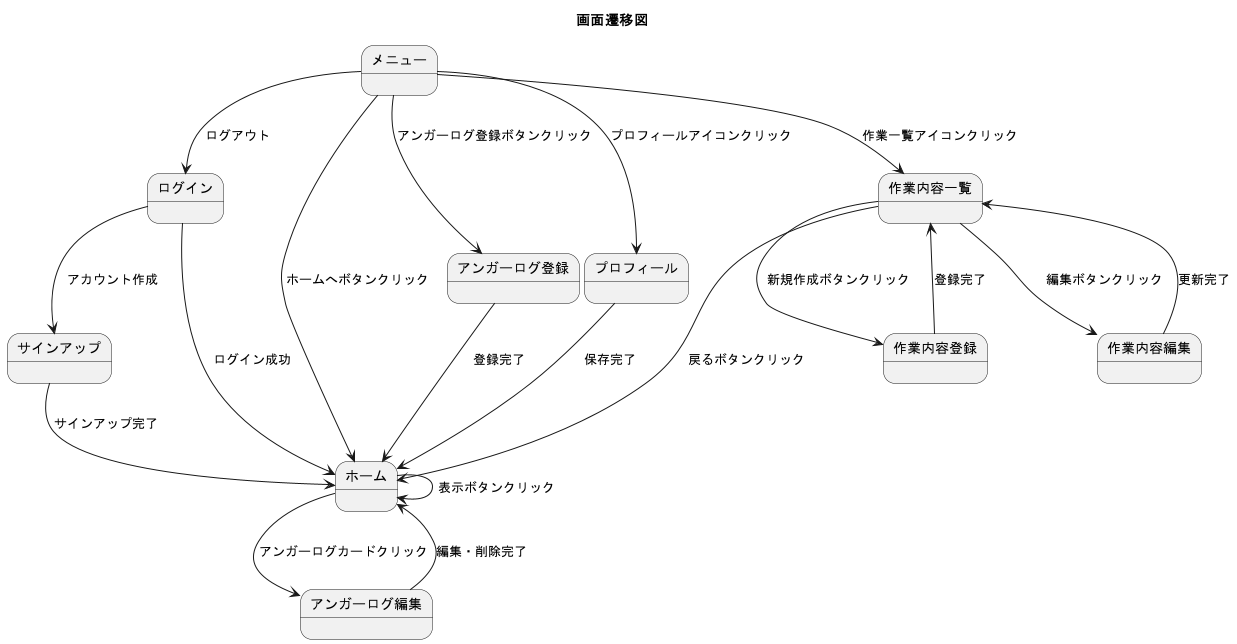 画面遷移図
メニュー
ログアウト
アンガーログ登録ボタンクリック
プロフィールアイコンクリック
作業一覧アイコンクリック
ログイン
作業内容一覧
アンガーログ登録
プロフィール
アカウント作成
ホームへボタンクリック
新規作成ボタンクリック
登録完了
編集ボタンクリック
更新完了
サインアップ
作業内容登録
作業内容編集
ログイン成功
登録完了
保存完了
戻るボタンクリック
サインアップ完了
ホーム
表示ボタンクリック
アンガーログカードクリック
編集・削除完了
アンガーログ編集